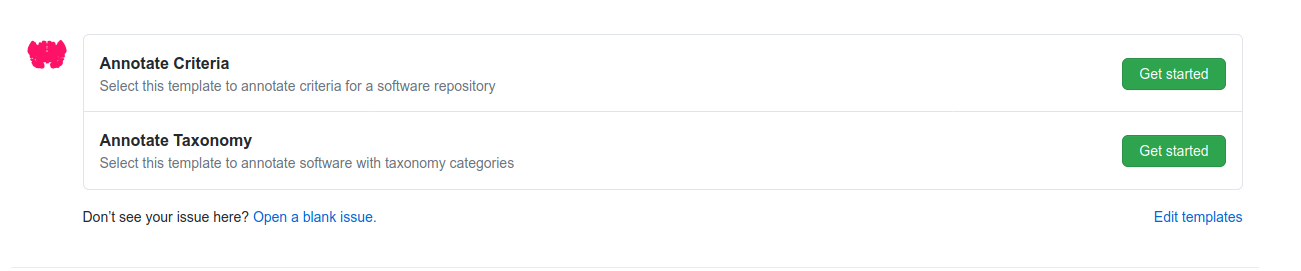 Annotate Criteria
Select this template to annotate criteria for a software repository
Get started
Annotate Taxonomy
Select this template to annotate software with taxonomy categories
Get started
Don’t see your issue here? Open a blank issue.
Edit templates